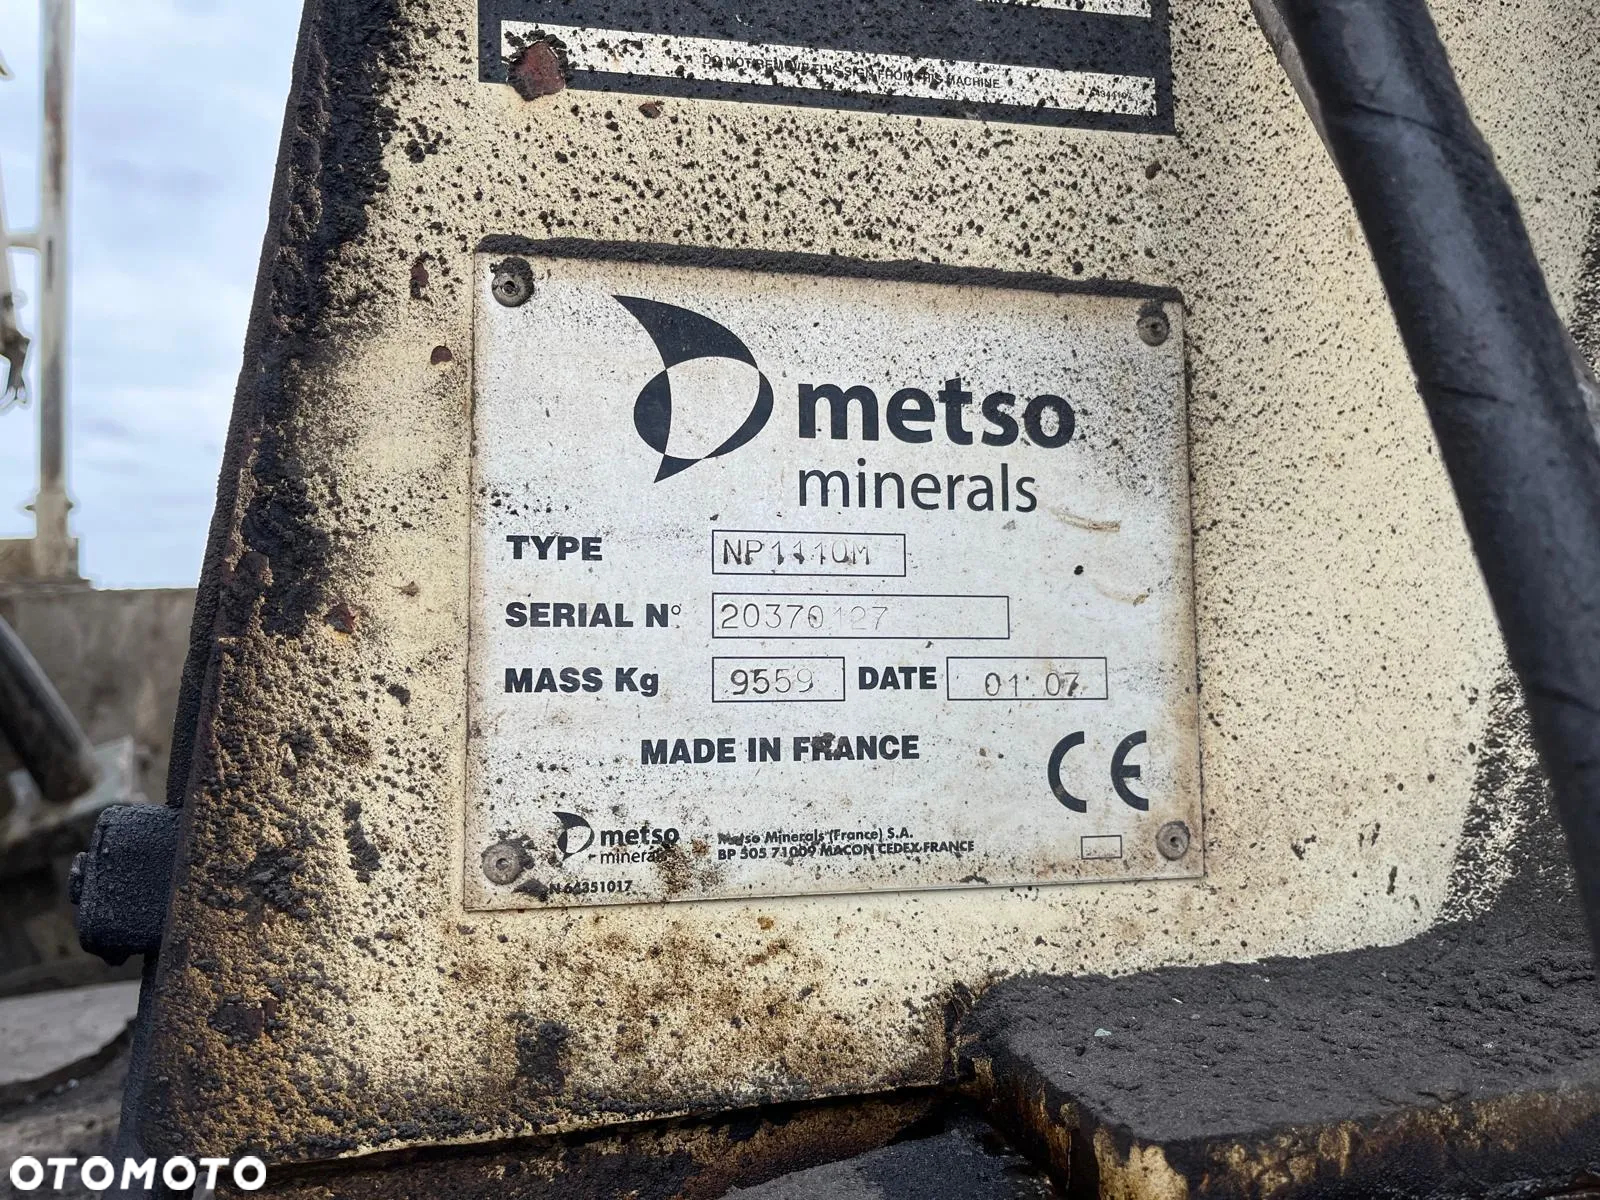 DO NOT REMOVE THIS SIGN FROM THIS MACHINE
metso
minerals
TYPE NP1110M
SERIAL N° 20370127
MASS Kg 9559 DATE 01 07
MADE IN FRANCE CE
metso
minerals
Metso Minerals (France) S.A.
BP 505 71009 MACON CEDEX-FRANCE
OTOMOTO